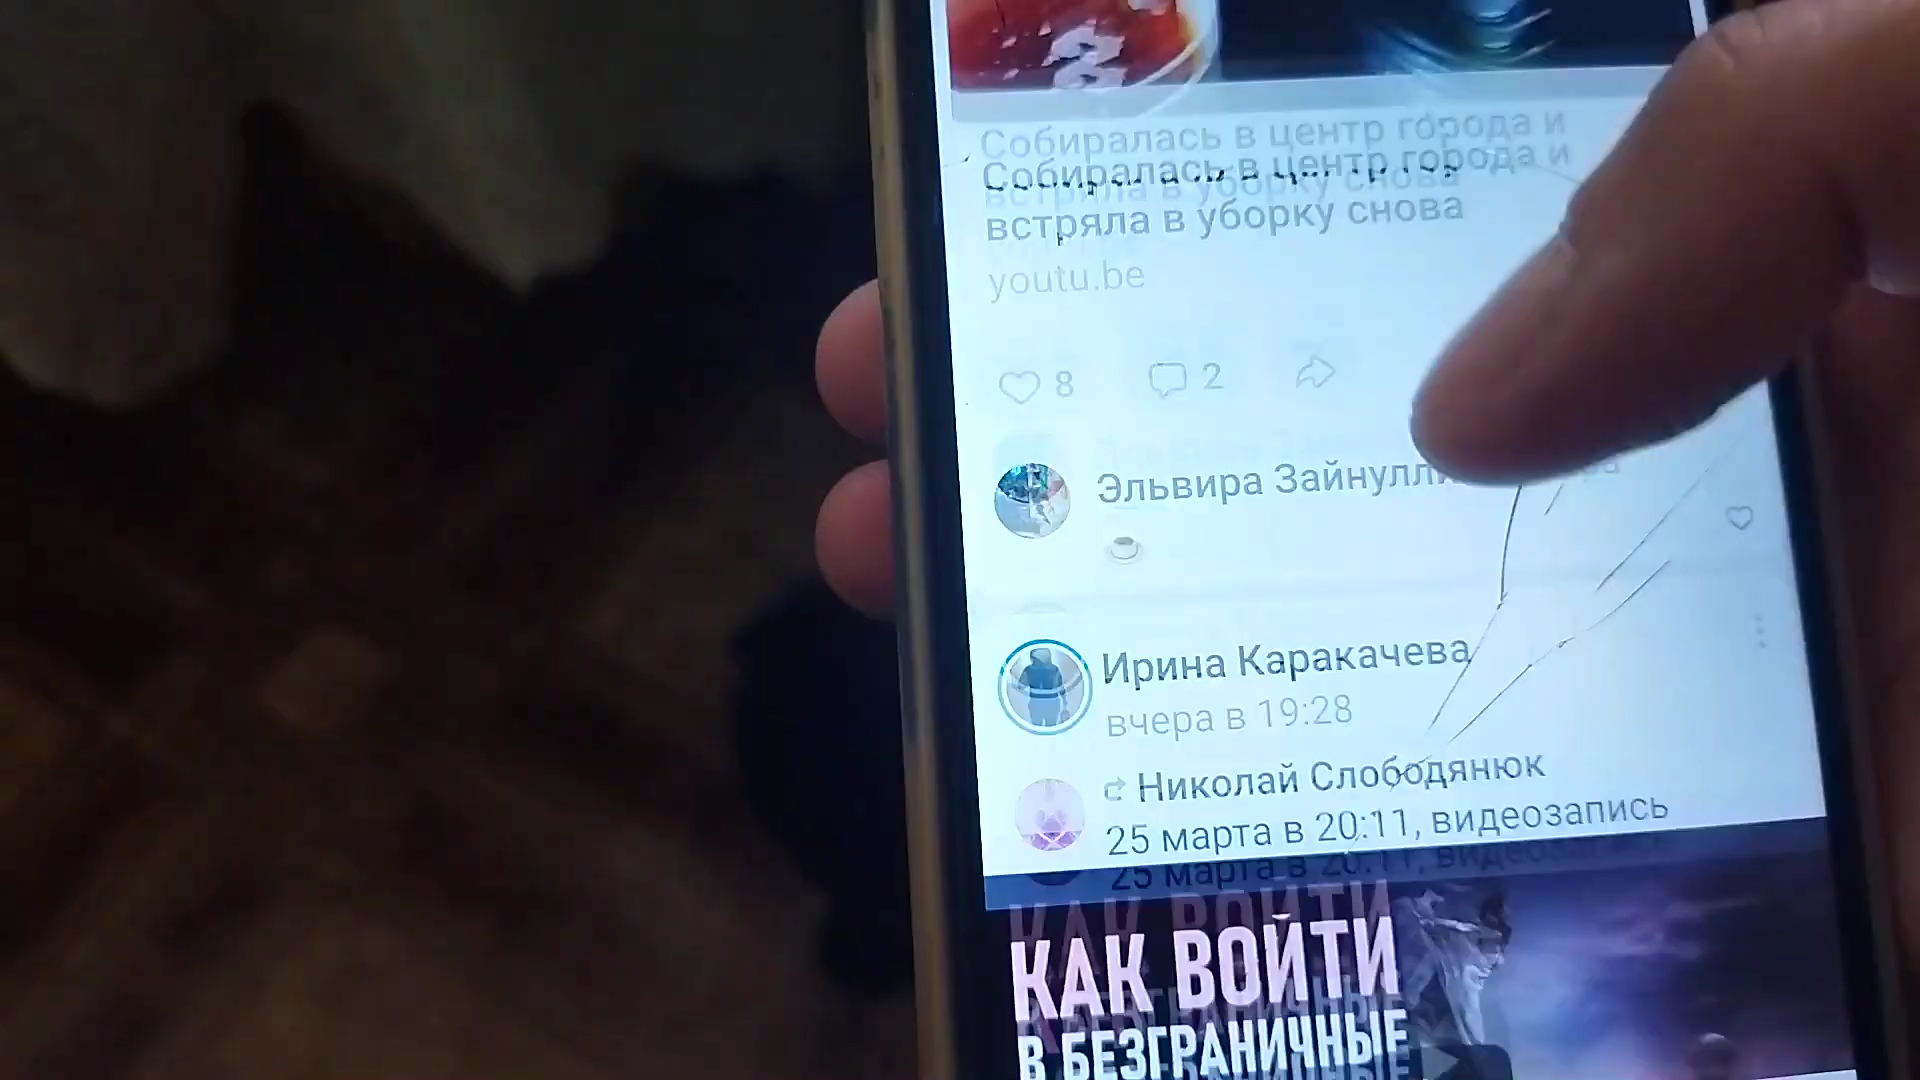 Собиралась в центр города и
встряла в уборку снова
youtu.be
8
2
Эльвира
Ирина Каракачева
вчера в 19:28
Николай Слободянюк
25 марта в 20:11, видеозапись
КАК ВОЙТИ
В БЕЗГРАНИЧНЫЕ